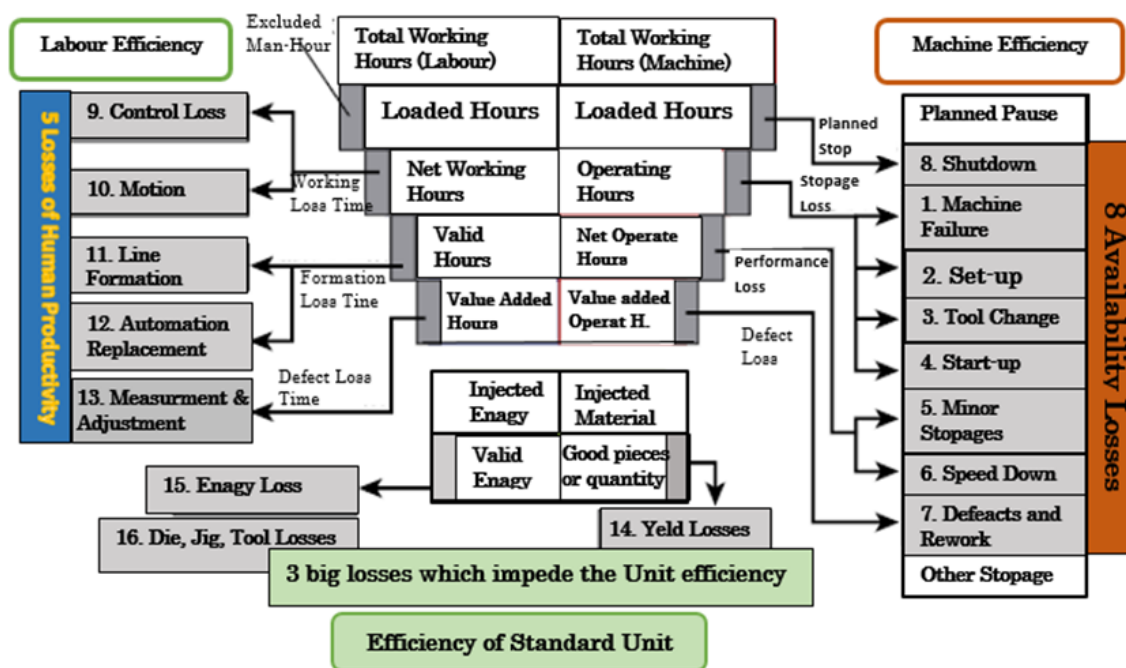 Labour Efficiency
Excluded
Man-Hour
Total Working
Hours (Labour)
Total Working
Hours (Machine)
Machine Efficiency
5 Losses of Human Productivity
9. Control Loss
10. Motion
11. Line
Formation
12. Automation
Replacement
13. Measurment &
Adjustment
Loaded Hours
Loaded Hours
Net Working
Hours
Operating
Hours
Valid
Hours
Net Operate
Hours
Value Added
Hours
Value added
Operat H.
Working
Loss Time
Formation
Loss Tine
Defect Loss
Time
Planned
Stop
Stopage
Loss
Performance
Loss
Defect
Loss
Planned Pause
8. Shutdown
1. Machine
Failure
2. Set-up
3. Tool Change
4. Start-up
5. Minor
Stopages
6. Speed Down
7. Defeacts and
Rework
Other Stopage
8 Availability Losses
Injected
Enagy
Injected
Material
Valid
Enagy
Good pieces
or quantity
15. Enagy Loss
16. Die, Jig, Tool Losses
14. Yeld Losses
3 big losses which impede the Unit efficiency
Efficiency of Standard Unit